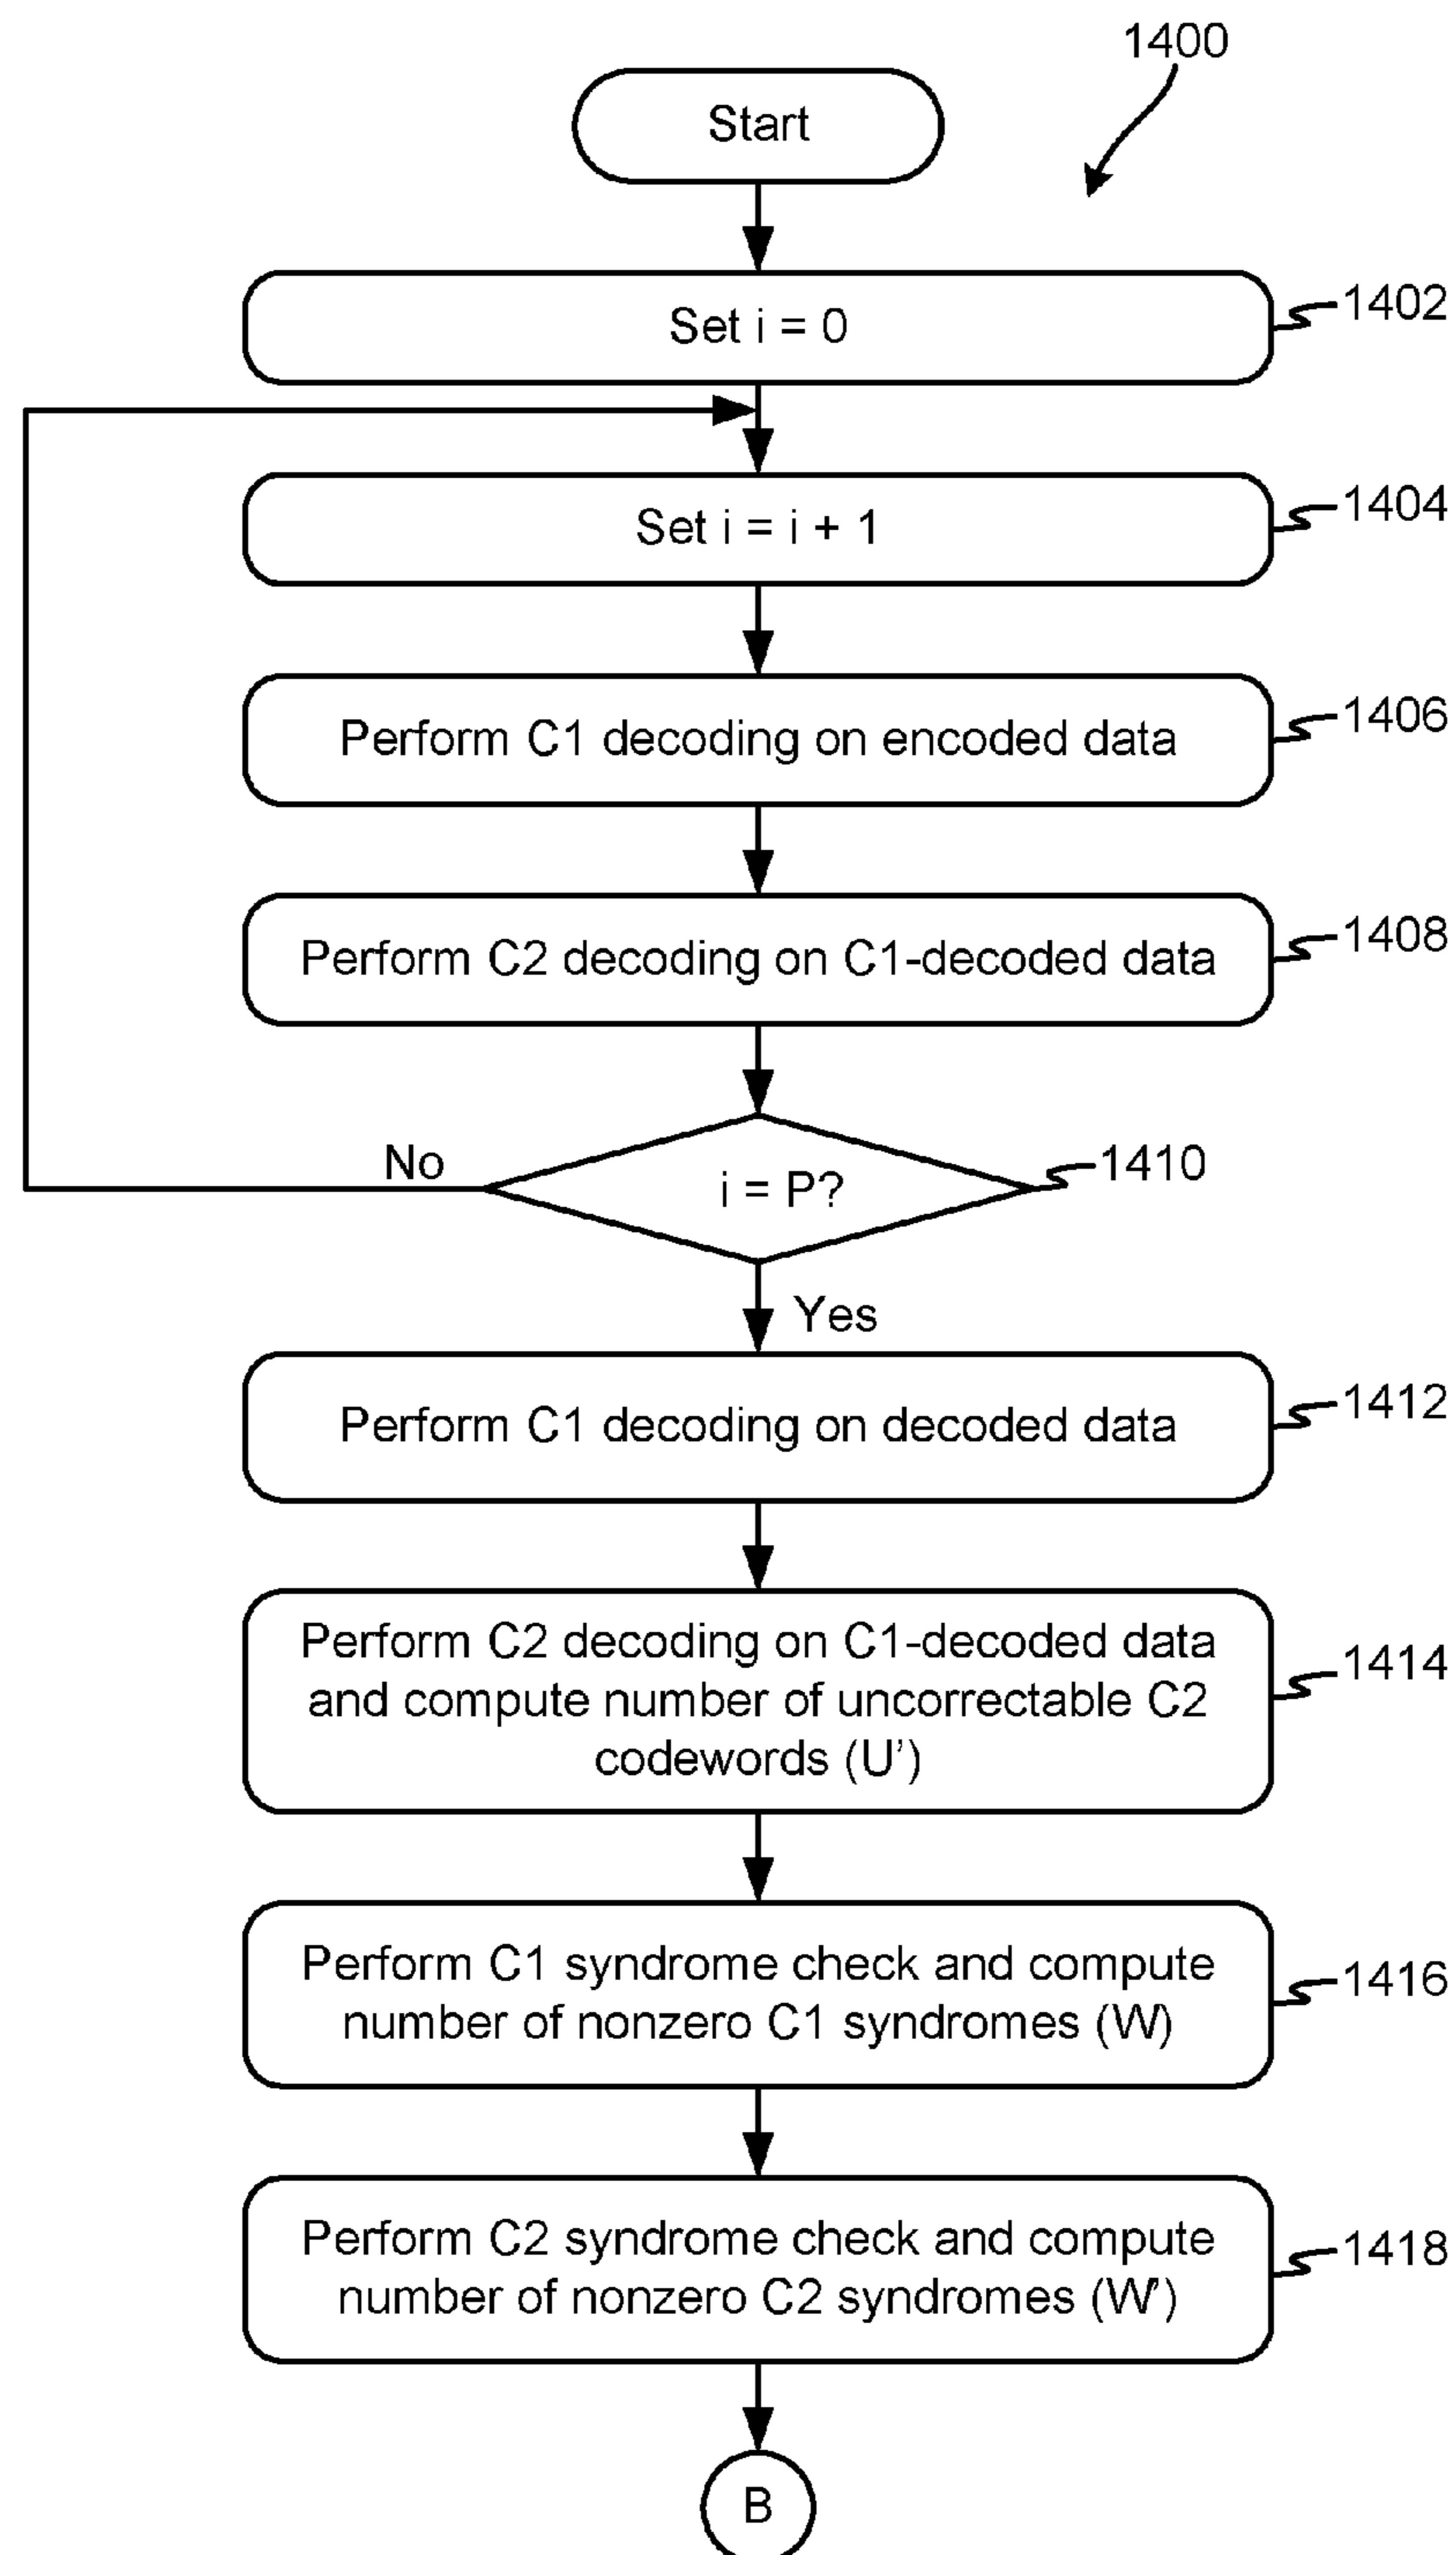 1400
Start
Set i = 0
1402
Set i = i + 1
1404
Perform C1 decoding on encoded data
1406
Perform C2 decoding on C1-decoded data
1408
No
i = P?
1410
Yes
Perform C1 decoding on decoded data
1412
Perform C2 decoding on C1-decoded data
and compute number of uncorrectable C2
codewords (U’)
1414
Perform C1 syndrome check and compute
number of nonzero C1 syndromes (W)
1416
Perform C2 syndrome check and compute
number of nonzero C2 syndromes (W’)
1418
B